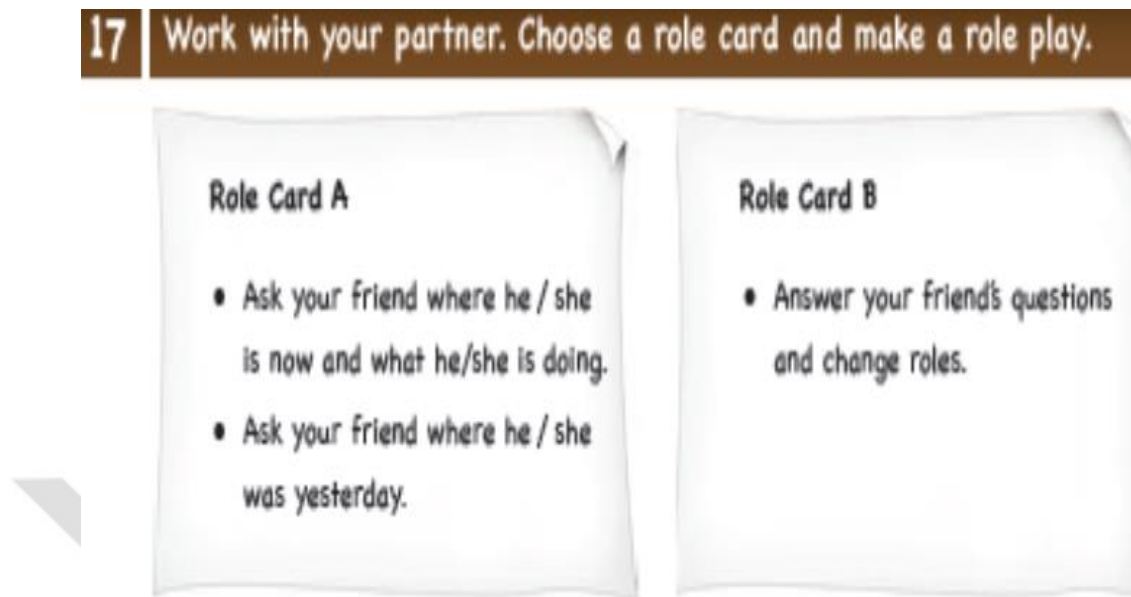 17 Work with your partner. Choose a role card and make a role play.
Role Card A
• Ask your friend where he / she
is now and what he/she is doing.
• Ask your friend where he / she
was yesterday.
Role Card B
• Answer your friend's questions
and change roles.